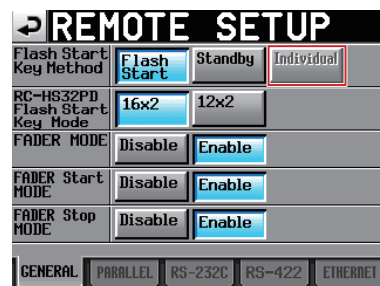 REMOTE SETUP
Flash Start
Key Method
Flash
Start
Standby
Individual
RC-HS32PD
Flash Start
Key Mode
16x2
12x2
FADER MODE
Disable
Enable
FADER Start
MODE
Disable
Enable
FADER Stop
MODE
Disable
Enable
GENERAL
PARALLEL
RS-232C
RS-422
ETHERNET